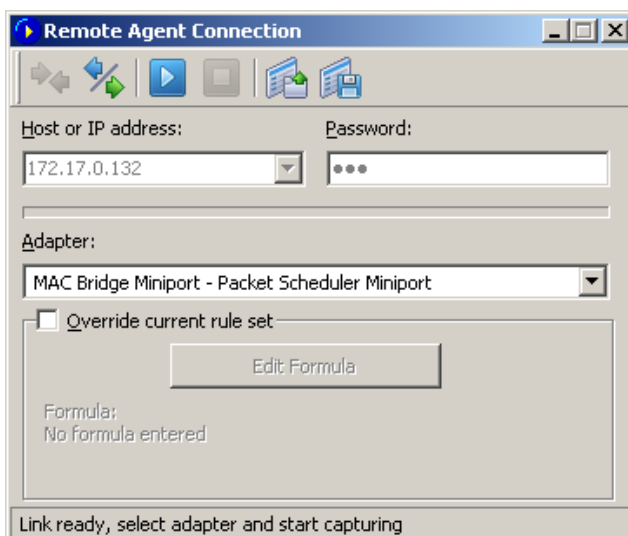 Remote Agent Connection
Host or IP address: Password:
172.17.0.132 ●●●
Adapter:
MAC Bridge Miniport - Packet Scheduler Miniport
Override current rule set
Edit Formula
Formula:
No formula entered
Link ready, select adapter and start capturing